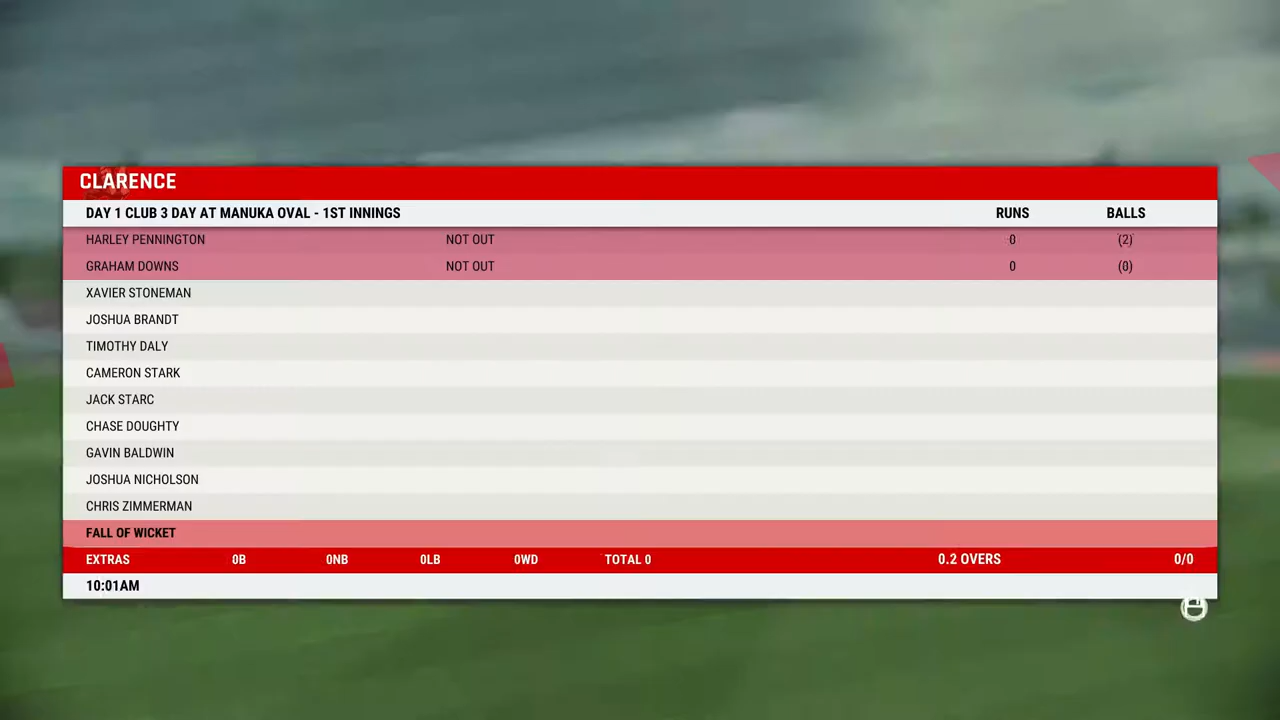 CLARENCE
DAY 1 CLUB 3 DAY AT MANUKA OVAL - 1ST INNINGS RUNS BALLS
HARLEY PENNINGTON NOT OUT 0 (2)
GRAHAM DOWNS NOT OUT 0 (0)
XAVIER STONEMAN
JOSHUA BRANDT
TIMOTHY DALY
CAMERON STARK
JACK STARC
CHASE DOUGHTY
GAVIN BALDWIN
JOSHUA NICHOLSON
CHRIS ZIMMERMAN
FALL OF WICKET
EXTRAS 0B 0NB 0LB 0WD TOTAL 0 0.2 OVERS 0/0
10:01AM